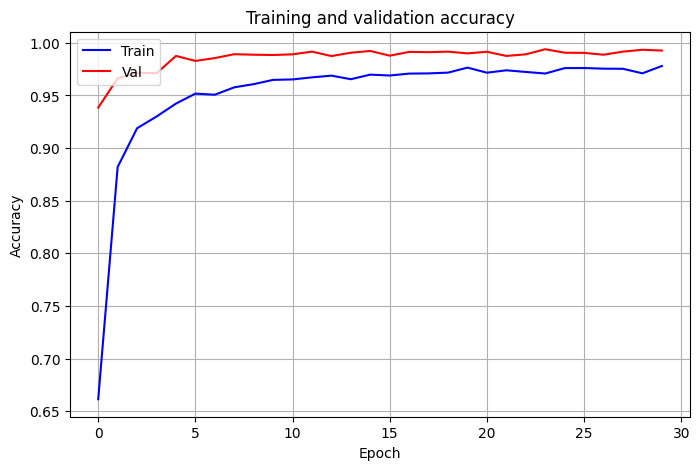 Training and validation accuracy
Train
Val
1.00
0.95
0.90
0.85
0.80
0.75
0.70
0.65
Accuracy
0 5 10 15 20 25 30
Epoch